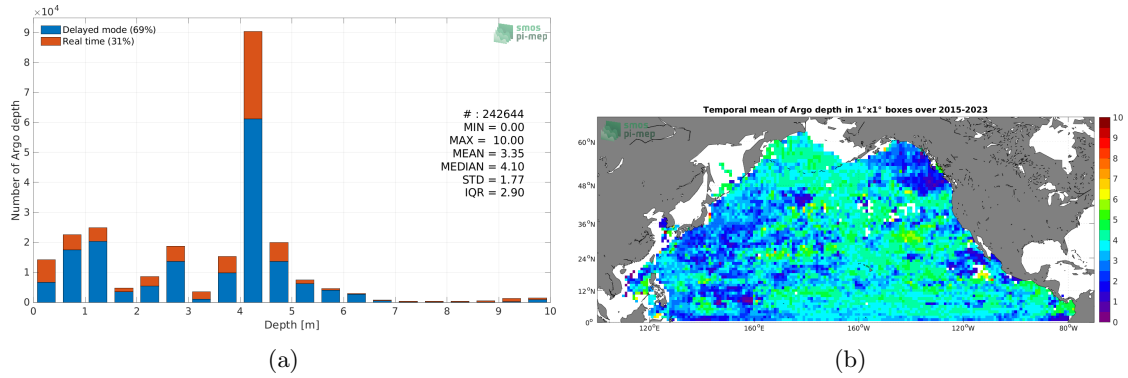 ×10⁴
Delayed mode (69%)
Real time (31%)
smos
pi-mep
# : 242644
MIN = 0.00
MAX = 10.00
MEAN = 3.35
MEDIAN = 4.10
STD = 1.77
IQR = 2.90
Number of Argo depth
9
8
7
6
5
4
3
2
1
0
0 1 2 3 4 5 6 7 8 9 10
Depth [m]
(a)
Temporal mean of Argo depth in 1°x1° boxes over 2015-2023
smos
pi-mep
60°N
48°N
36°N
24°N
12°N
0°
120°E 160°E 160°W 120°W 80°W
10
9
8
7
6
5
4
3
2
1
0
(b)